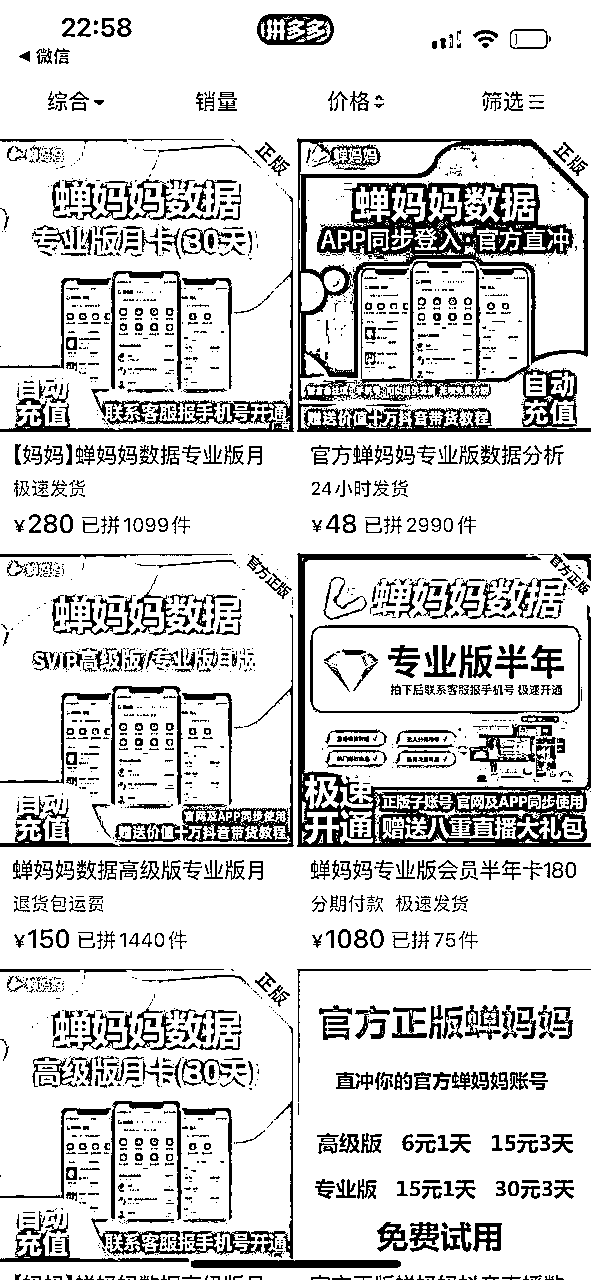 22:58
拼多多
微信
综合
销量
价格
筛选
蝉妈妈
正版
蝉妈妈数据
专业版月卡(30天)
自动
充值
联系客服报手机号开通
【妈妈】蝉妈妈数据专业版月
极速发货
¥280 已拼1099件
蝉妈妈
正版
蝉妈妈数据
APP同步登入·官方直冲
赠送价值十万抖音带货教程
自动
充值
官方蝉妈妈专业版数据分析
24小时发货
¥48 已拼2990件
官方正版
蝉妈妈数据
SVIP高级版/专业版月版
自动
充值
官网及APP同步使用
赠送价值十万抖音带货教程
蝉妈妈数据高级版专业版月
退货包运费
¥150 已拼1440件
官方正版
蝉妈妈数据
专业版半年
拍下后联系客服报手机号 极速开通
极速
开通
正版子账号 官网及APP同步使用
赠送八重直播大礼包
蝉妈妈专业版会员半年卡180
分期付款 极速发货
¥1080 已拼75件
正版
蝉妈妈数据
高级版月卡(30天)
自动
充值
联系客服报手机号开通
官方正版蝉妈妈
直冲你的官方蝉妈妈账号
高级版 6元1天 15元3天
专业版 15元1天 30元3天
免费试用